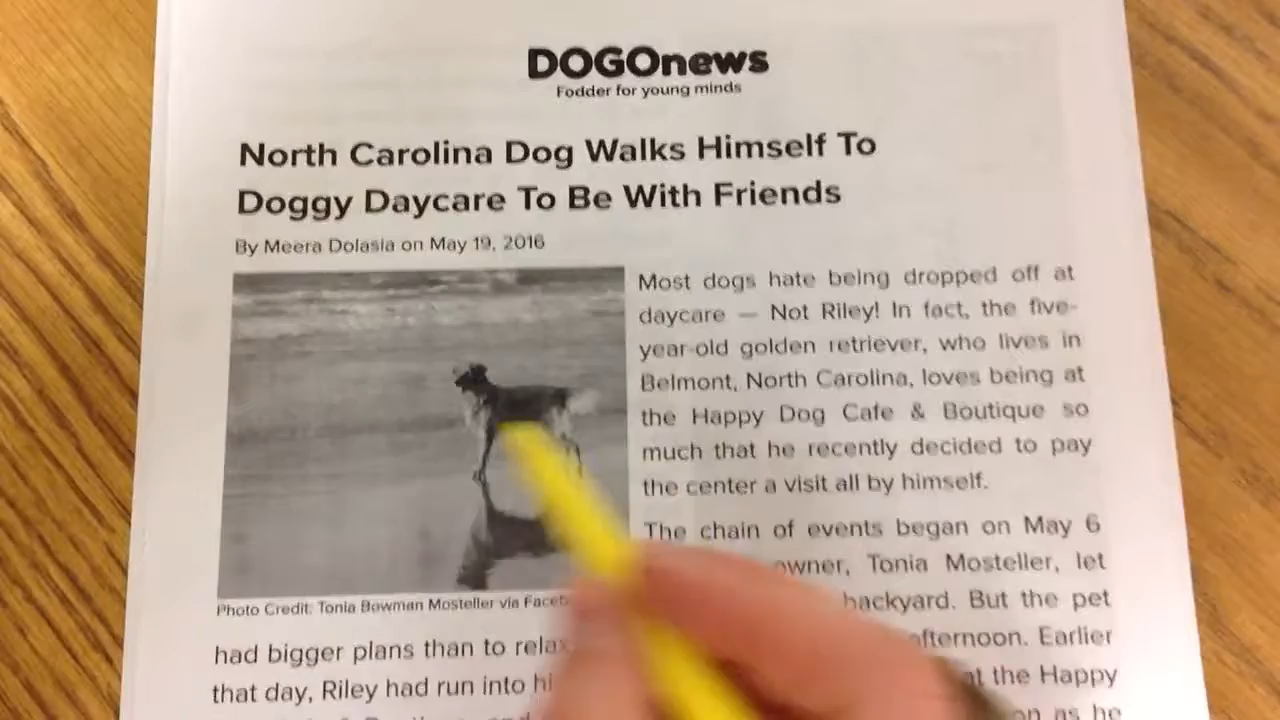 DOGOnews
Fodder for young minds
North Carolina Dog Walks Himself To
Doggy Daycare To Be With Friends
By Meera Dolasia on May 19, 2016
Most dogs hate being dropped off at
daycare — Not Riley! In fact, the five-
year-old golden retriever, who lives in
Belmont, North Carolina, loves being at
the Happy Dog Cafe & Boutique so
much that he recently decided to pay
the center a visit all by himself.
The chain of events began on May 6
owner, Tonia Mosteller, let
backyard. But the pet
Photo Credit: Tonia Bowman Mosteller via
had bigger plans than to relax
afternoon. Earlier
that day, Riley had run into
at the Happy
as he